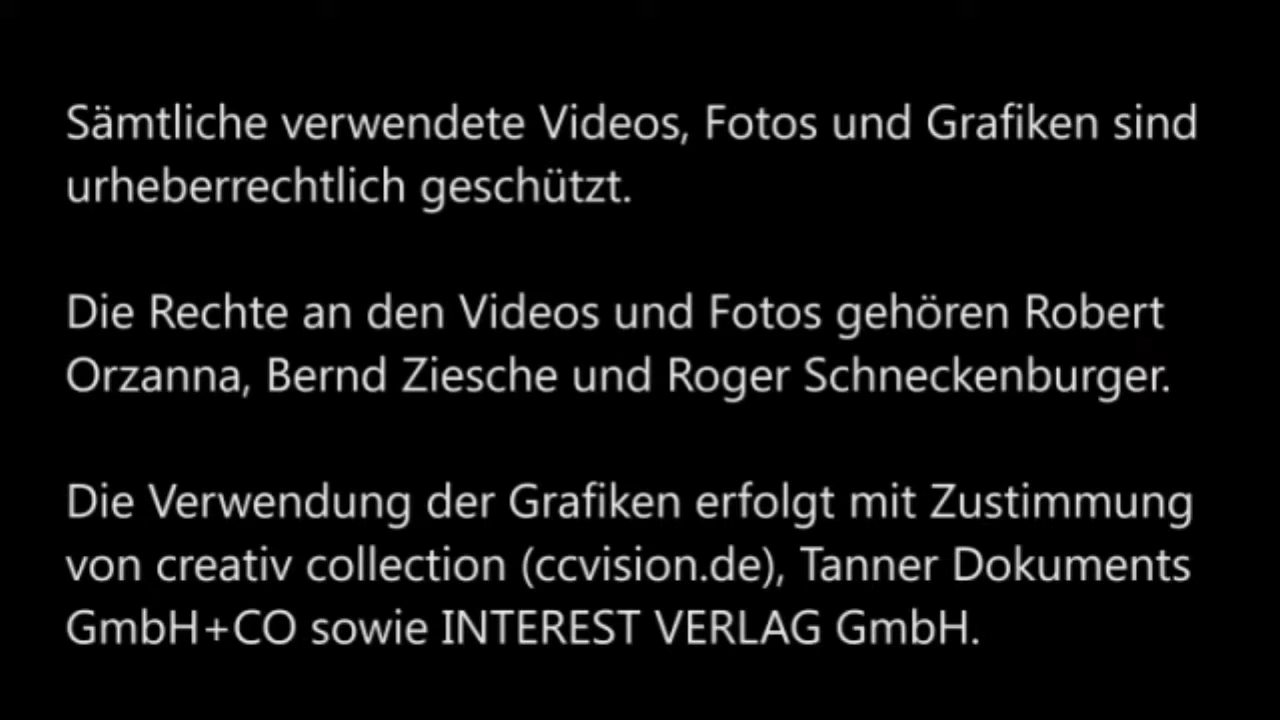 Sämtliche verwendete Videos, Fotos und Grafiken sind
urheberrechtlich geschützt.
Die Rechte an den Videos und Fotos gehören Robert
Orzanna, Bernd Ziesche und Roger Schneckenburger.
Die Verwendung der Grafiken erfolgt mit Zustimmung
von creativ collection (ccvision.de), Tanner Dokuments
GmbH+CO sowie INTEREST VERLAG GmbH.